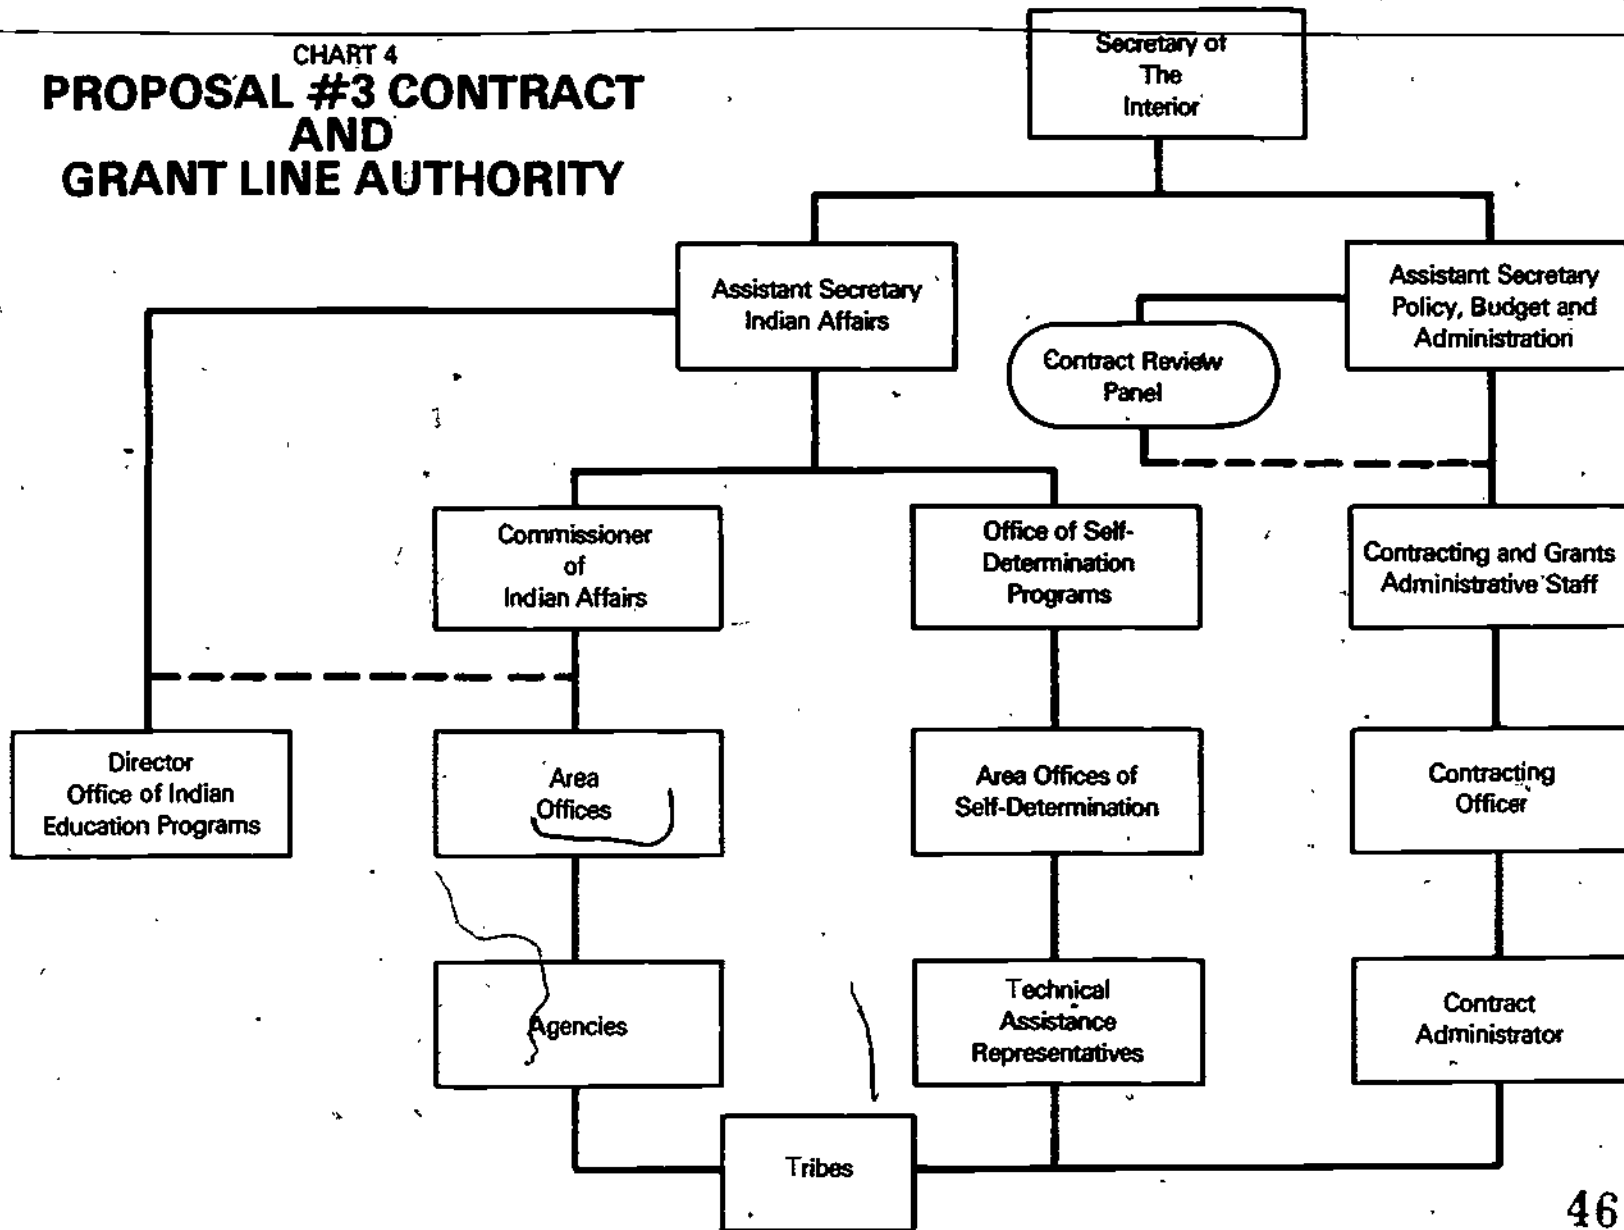 CHART 4
PROPOSAL #3 CONTRACT
AND
GRANT LINE AUTHORITY
Secretary of
The
Interior
Assistant Secretary
Indian Affairs
Assistant Secretary
Policy, Budget and
Administration
Contract Review
Panel
Commissioner
of
Indian Affairs
Office of Self-
Determination
Programs
Contracting and Grants
Administrative Staff
Director
Office of Indian
Education Programs
Area
Offices
Area Offices of
Self-Determination
Contracting
Officer
Agencies
Technical
Assistance
Representatives
Contract
Administrator
Tribes
46